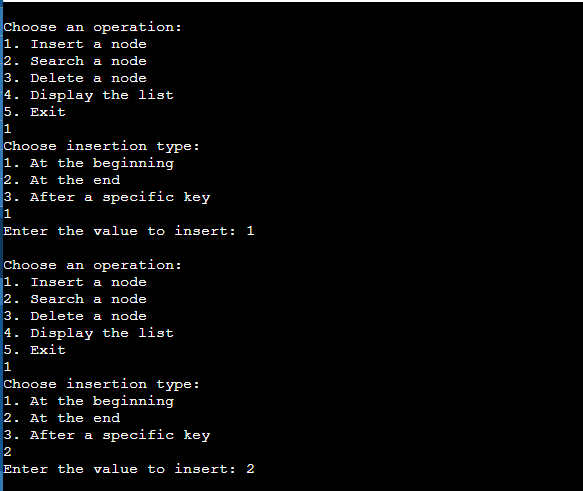 Choose an operation:
1. Insert a node
2. Search a node
3. Delete a node
4. Display the list
5. Exit
1
Choose insertion type:
1. At the beginning
2. At the end
3. After a specific key
1
Enter the value to insert: 1
Choose an operation:
1. Insert a node
2. Search a node
3. Delete a node
4. Display the list
5. Exit
1
Choose insertion type:
1. At the beginning
2. At the end
3. After a specific key
2
Enter the value to insert: 2